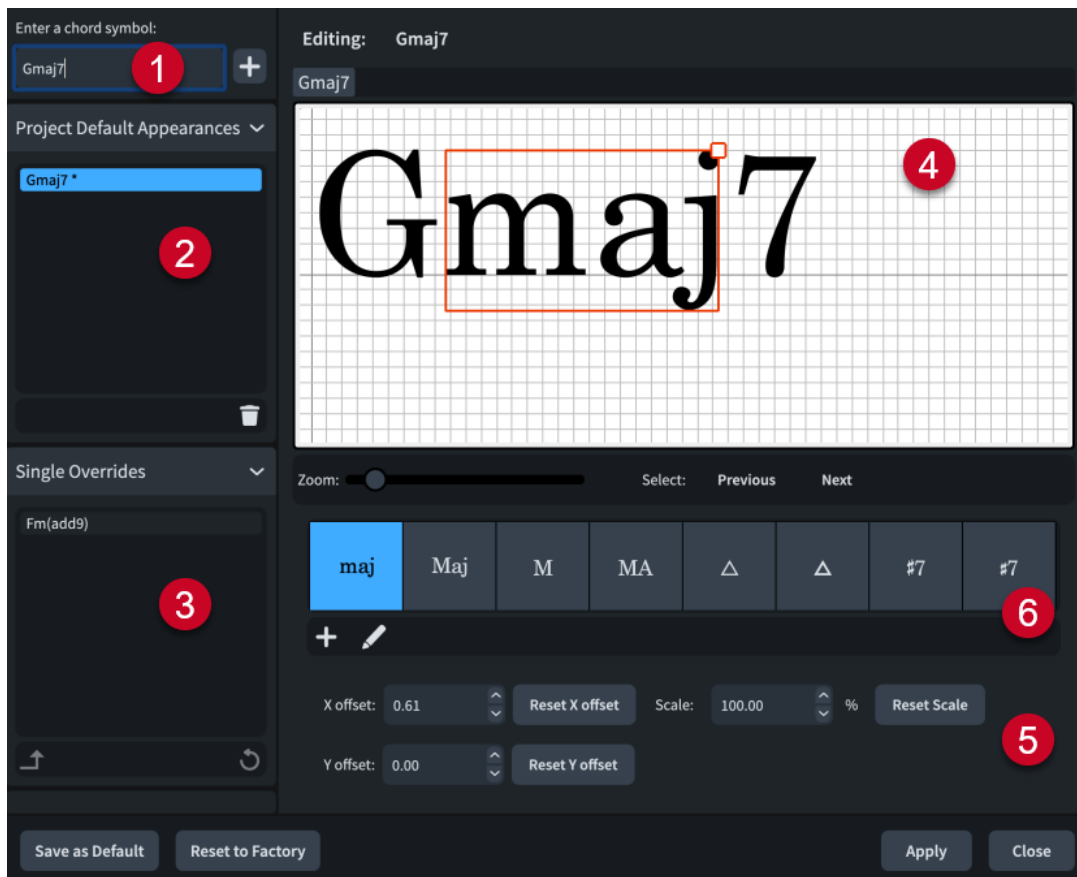 Enter a chord symbol:
Gmaj7
1
Project Default Appearances
Gmaj7 *
2
Single Overrides
Fm(add9)
3
Editing: Gmaj7
Gmaj7
Gmaj7
4
Zoom: Select: Previous Next
maj Maj M MA △ △ ♯7 ♯7
6
X offset: 0.61 Reset X offset Scale: 100.00 % Reset Scale
5
Y offset: 0.00 Reset Y offset
Save as Default Reset to Factory Apply Close